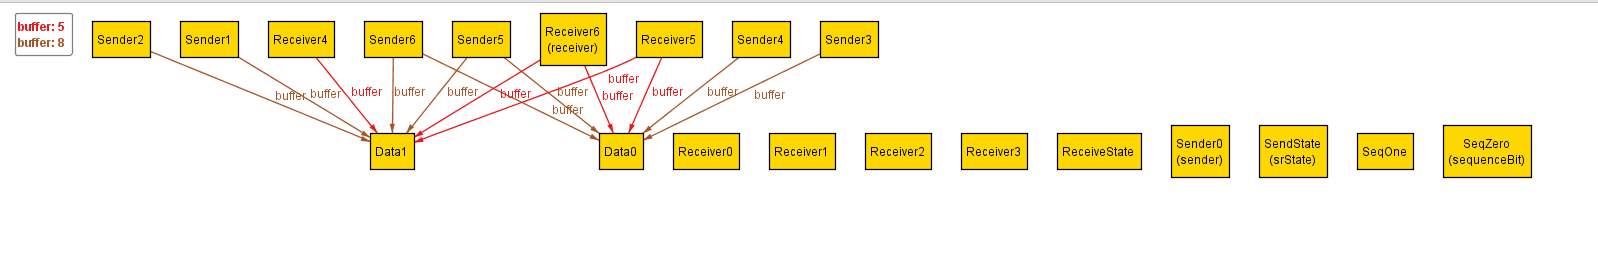 buffer: 5
buffer: 8
Sender2
Sender1
Receiver4
Sender6
Sender5
Receiver6
(receiver)
Receiver5
Sender4
Sender3
buffer
buffer
buffer
buffer
buffer
buffer
buffer
buffer
buffer
buffer
buffer
buffer
buffer
Data1
Data0
Receiver0
Receiver1
Receiver2
Receiver3
ReceiveState
Sender0
(sender)
SendState
(srState)
SeqOne
SeqZero
(sequenceBit)